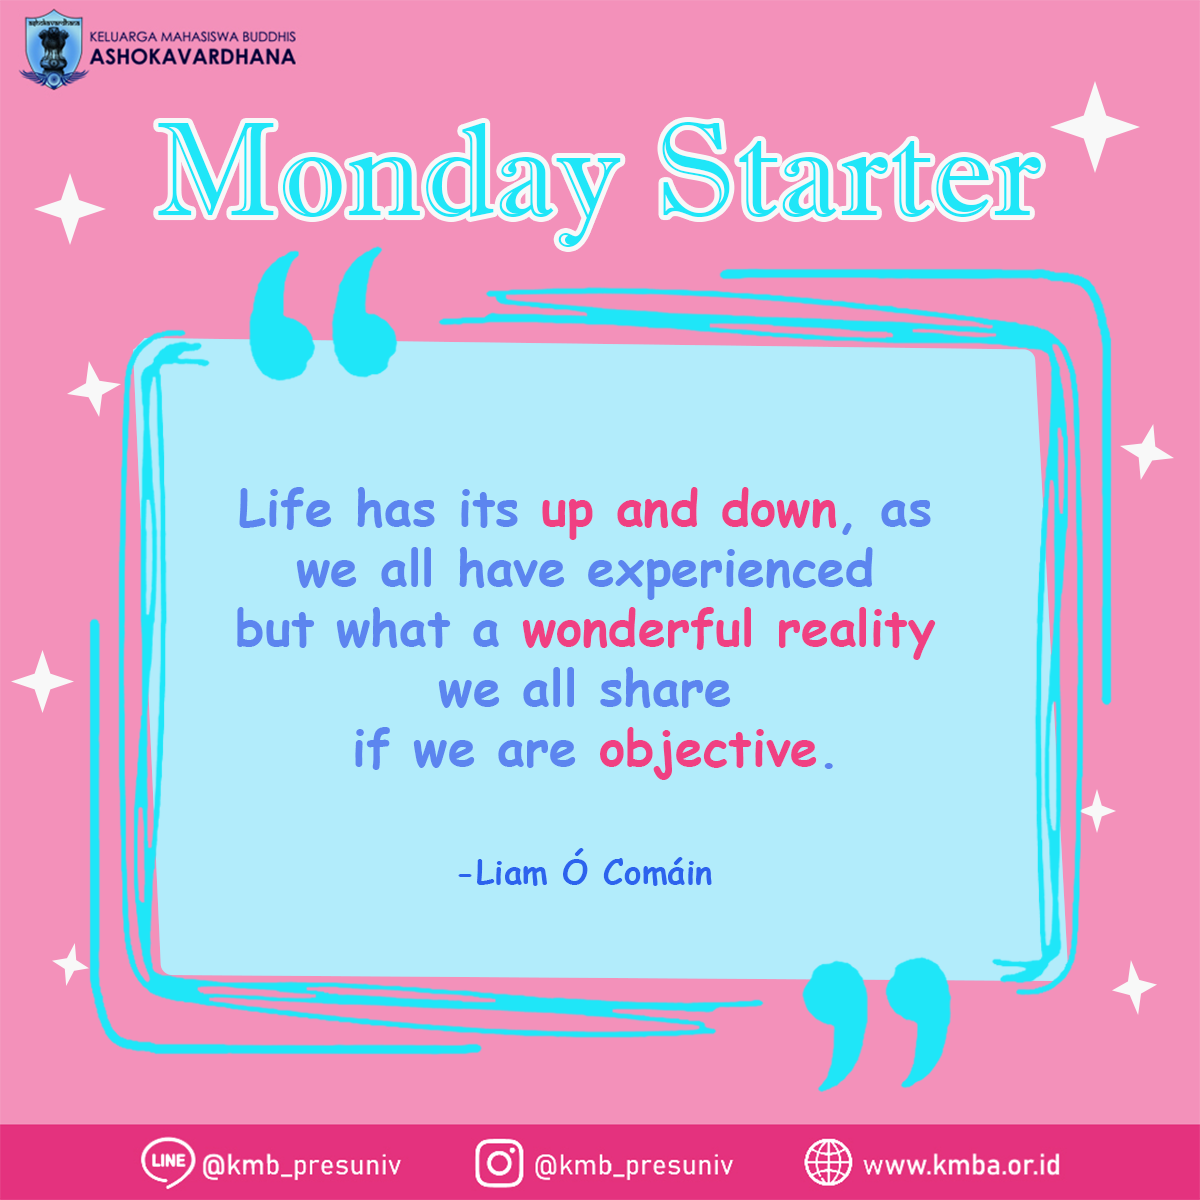 ashokavardhana
KELUARGA MAHASISWA BUDDHIS
ASHOKAVARDHANA
Monday Starter
Life has its up and down, as
we all have experienced
but what a wonderful reality
we all share
if we are objective.
-Liam Ó Comáin
LINE @kmb_presuniv @kmb_presuniv www.kmba.or.id